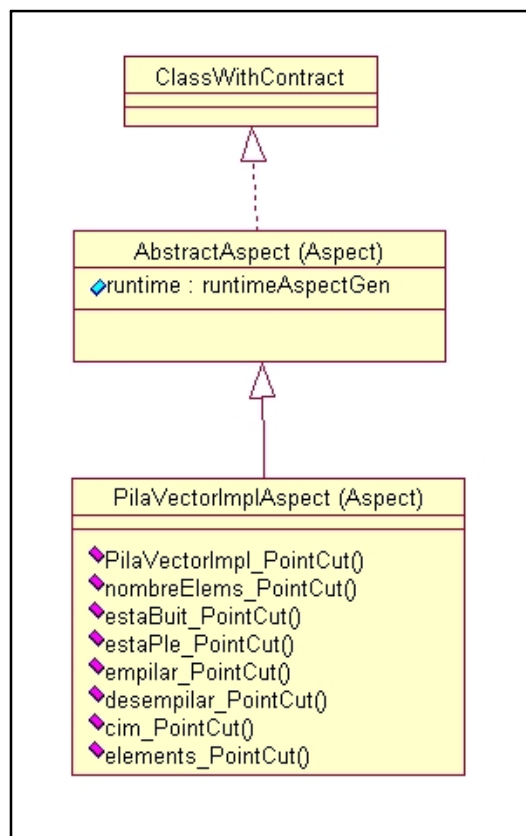 ClassWithContract
AbstractAspect (Aspect)
runtime : runtimeAspectGen
PilaVectorImplAspect (Aspect)
PilaVectorImpl_PointCut()
nombreElems_PointCut()
estaBuit_PointCut()
estaPle_PointCut()
empilar_PointCut()
desempilar_PointCut()
cim_PointCut()
elements_PointCut()